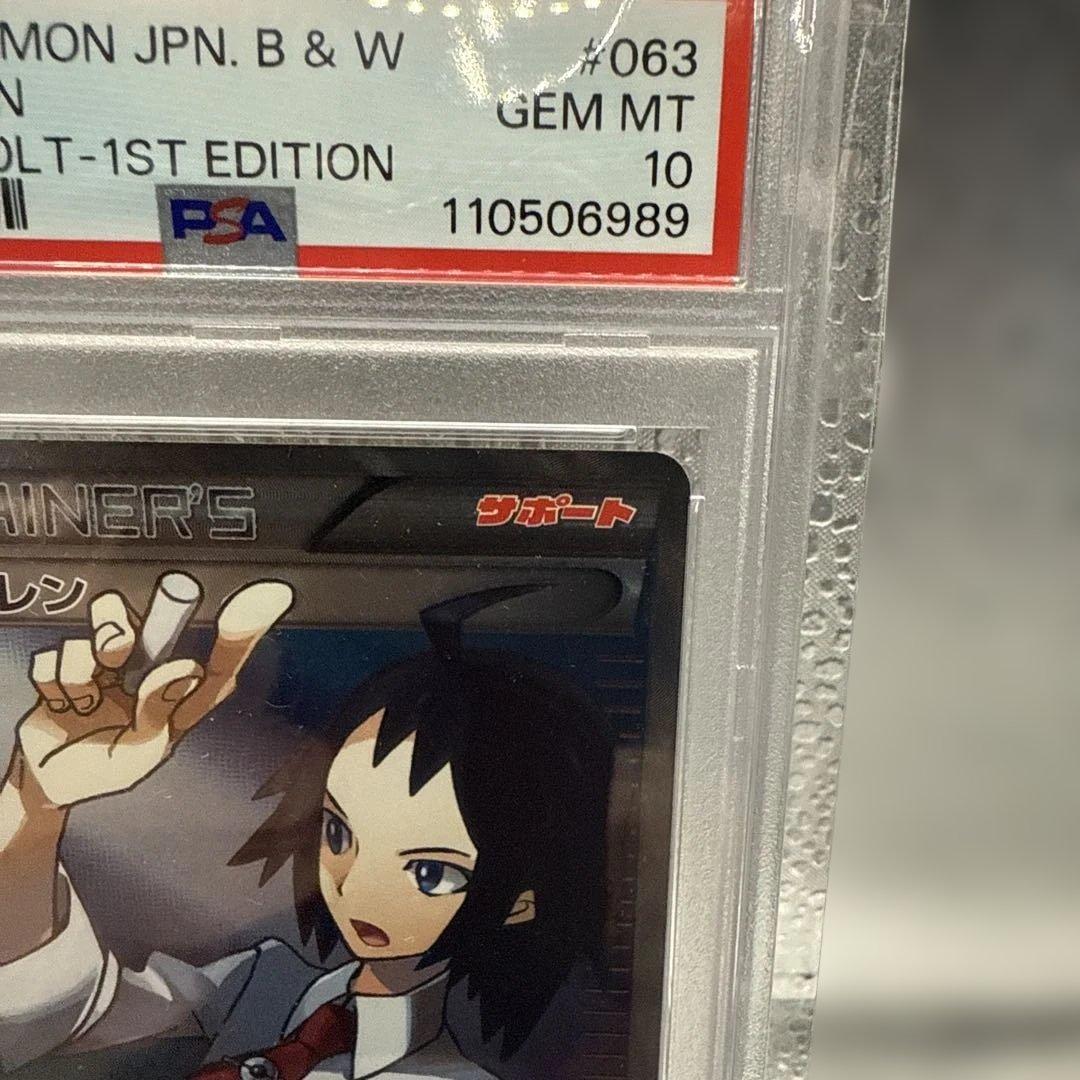 MON JPN. B & W #063
N GEM MT
OLT-1ST EDITION 10
PSA 110506989
AINER'S サポート
レン